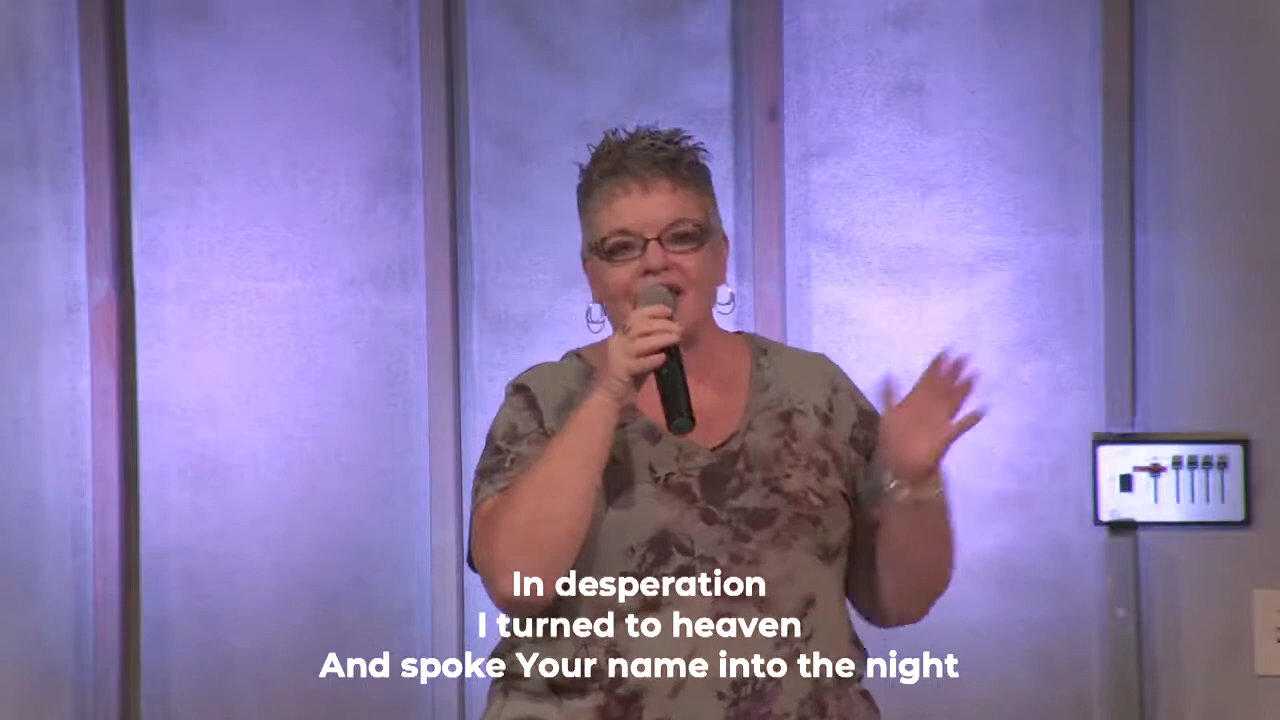 In desperation
I turned to heaven
And spoke Your name into the night